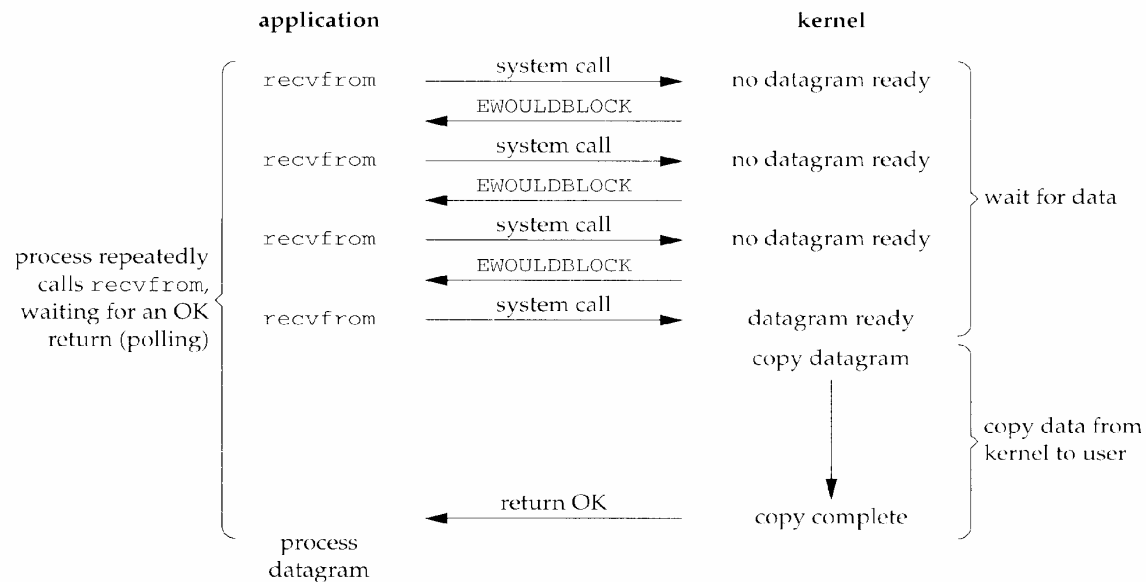 application
kernel
recvfrom
system call
no datagram ready
EWOULDBLOCK
recvfrom
system call
no datagram ready
EWOULDBLOCK
recvfrom
system call
no datagram ready
EWOULDBLOCK
recvfrom
system call
datagram ready
process repeatedly
calls recvfrom,
waiting for an OK
return (polling)
wait for data
copy datagram
copy data from
kernel to user
return OK
copy complete
process
datagram